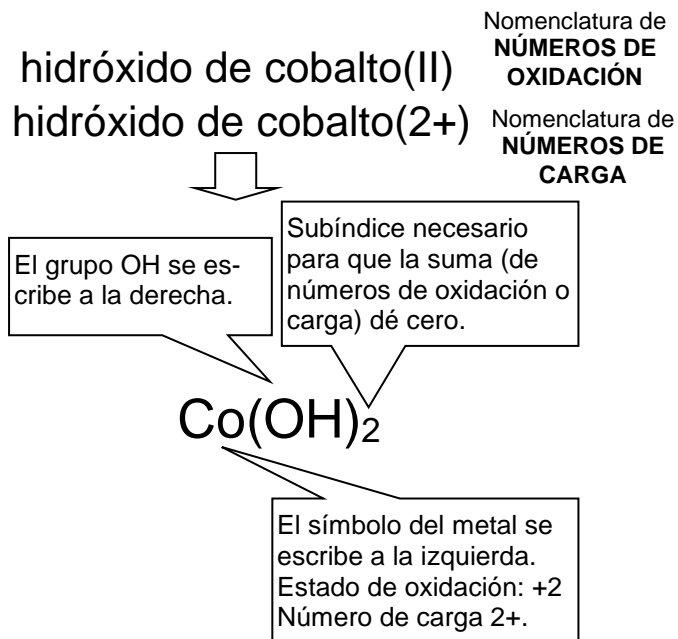 Nomenclatura de
NÚMEROS DE
OXIDACIÓN
hidróxido de cobalto(II)
hidróxido de cobalto(2+)
Nomenclatura de
NÚMEROS DE
CARGA
El grupo OH se es-
cribe a la derecha.
Subíndice necesario
para que la suma (de
números de oxidación o
carga) dé cero.
Co(OH)2
El símbolo del metal se
escribe a la izquierda.
Estado de oxidación: +2
Número de carga 2+.